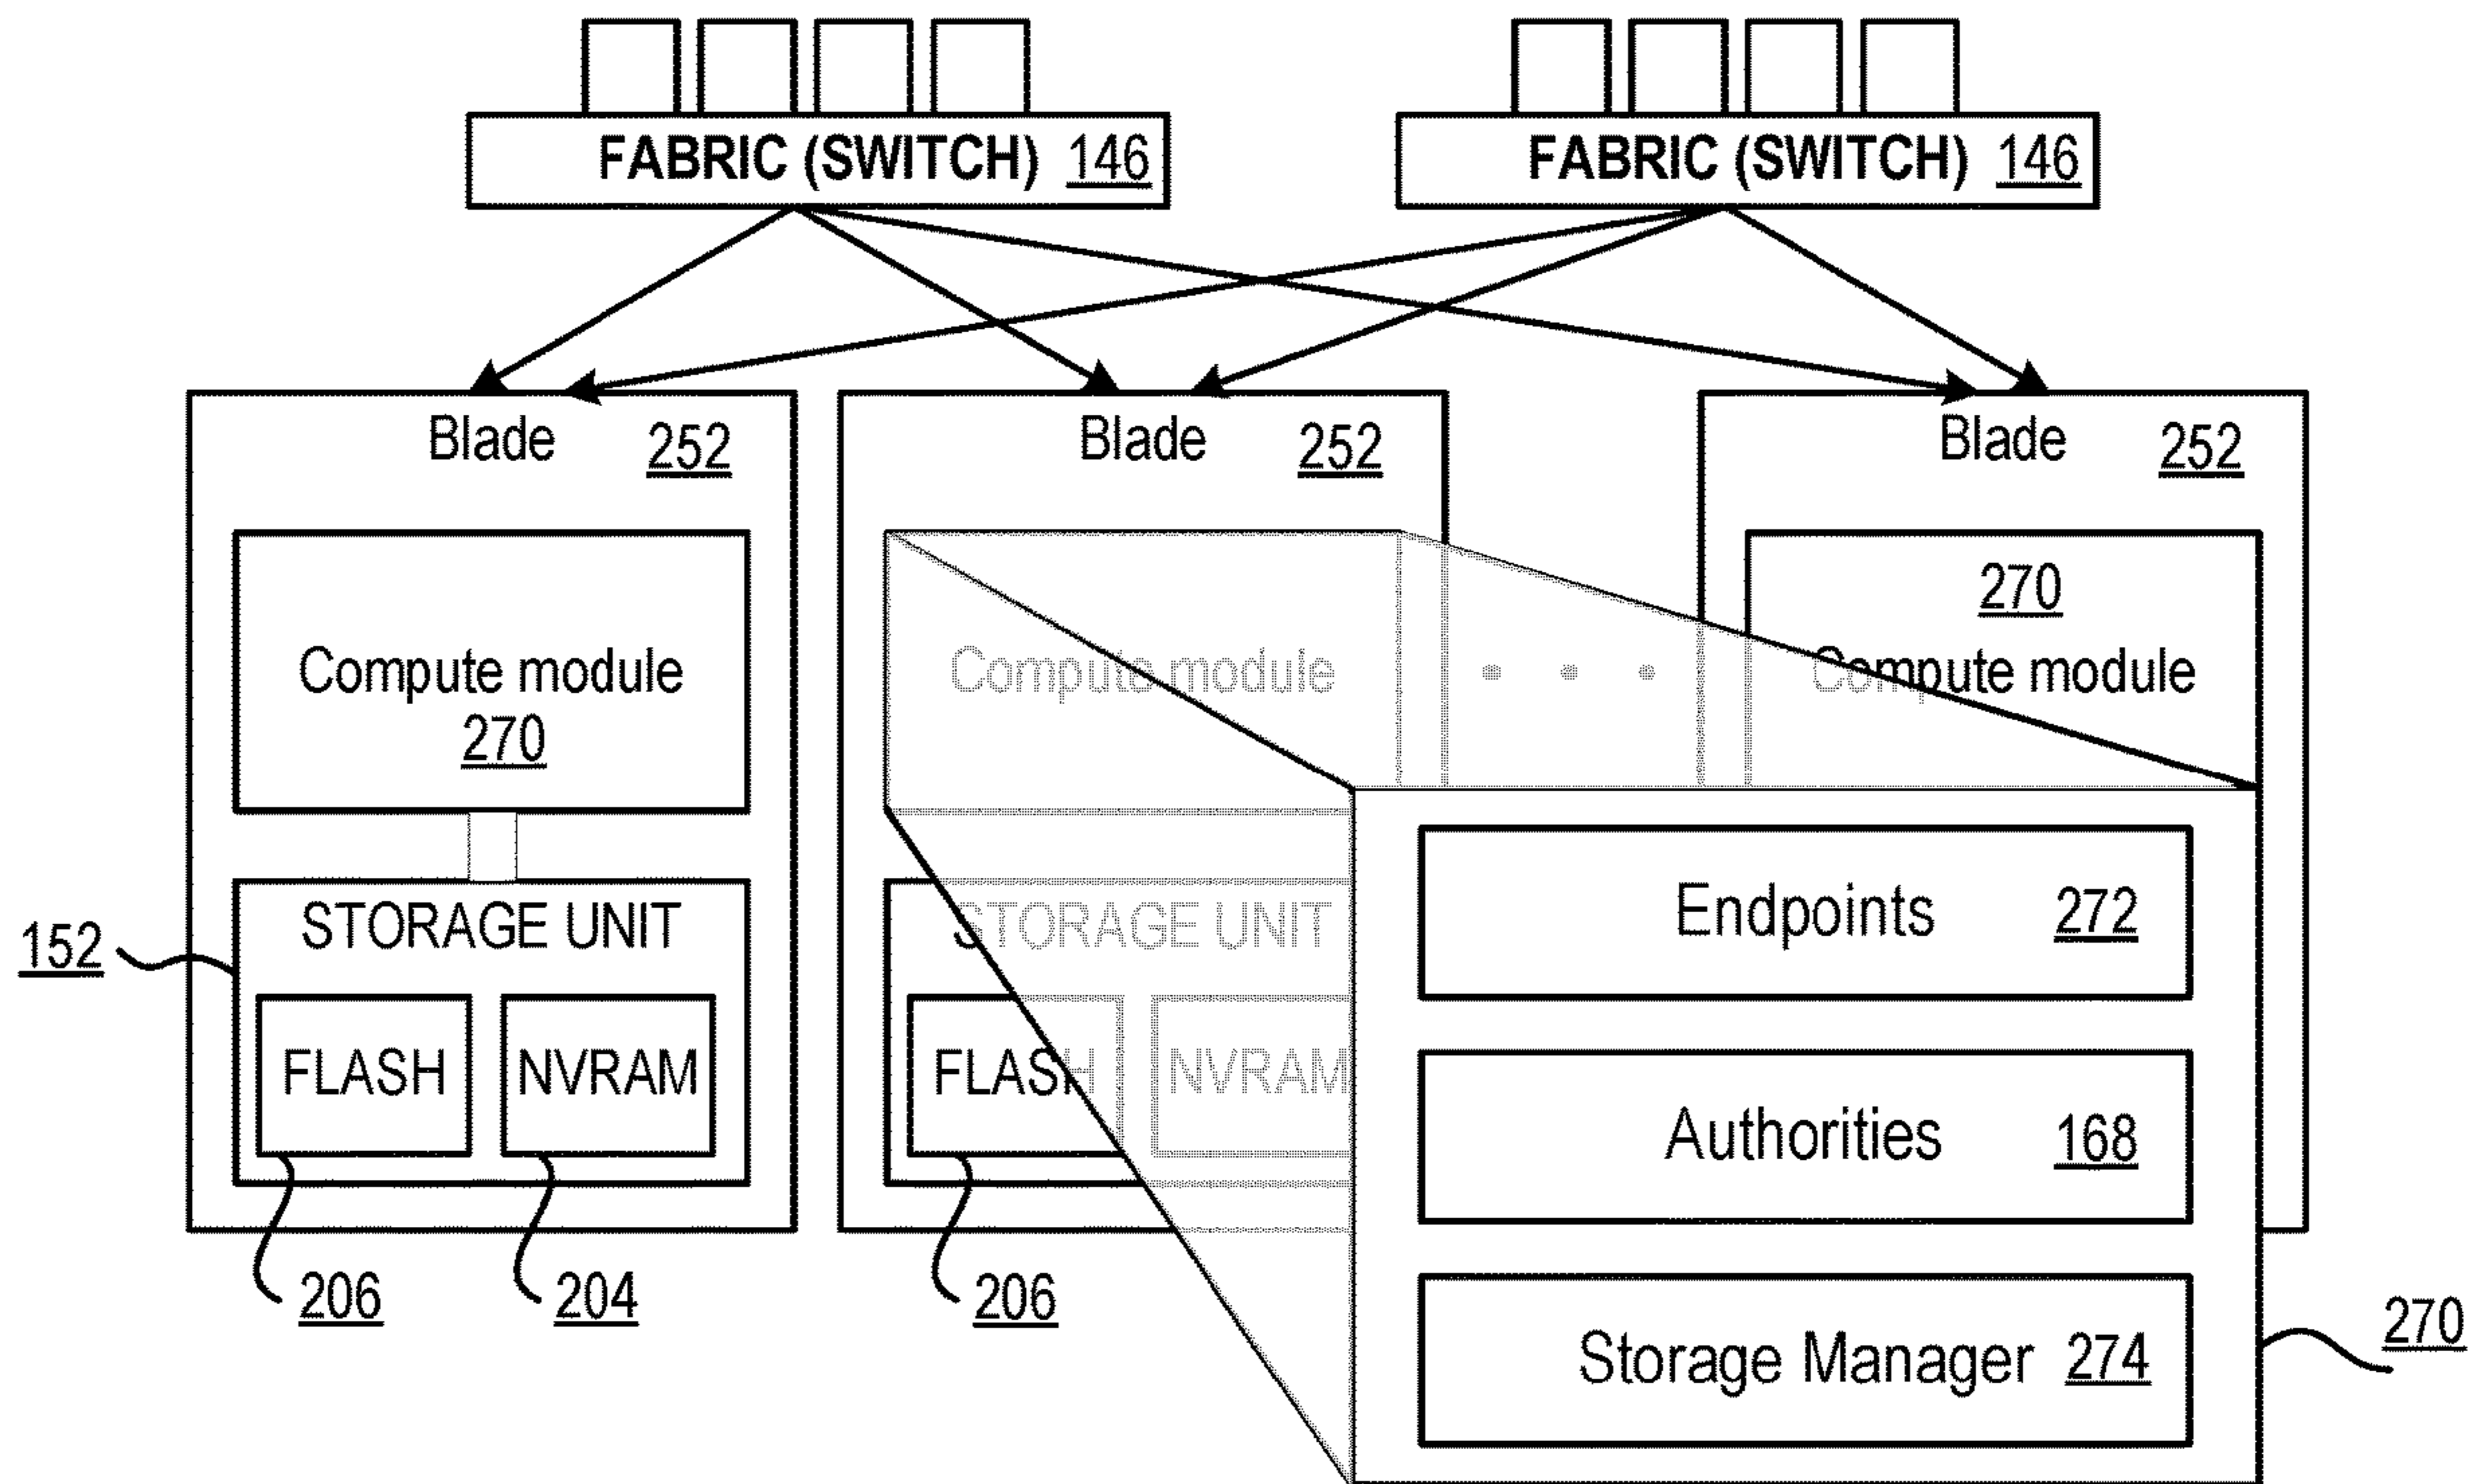 FABRIC (SWITCH) 146
FABRIC (SWITCH) 146
Blade 252
Blade 252
Blade 252
270
Compute module
270
Compute module
Compute module
STORAGE UNIT
152
FLASH
NVRAM
206
204
STORAGE UNIT
FLASH
NVRAM
206
Endpoints 272
Authorities 168
Storage Manager 274
270